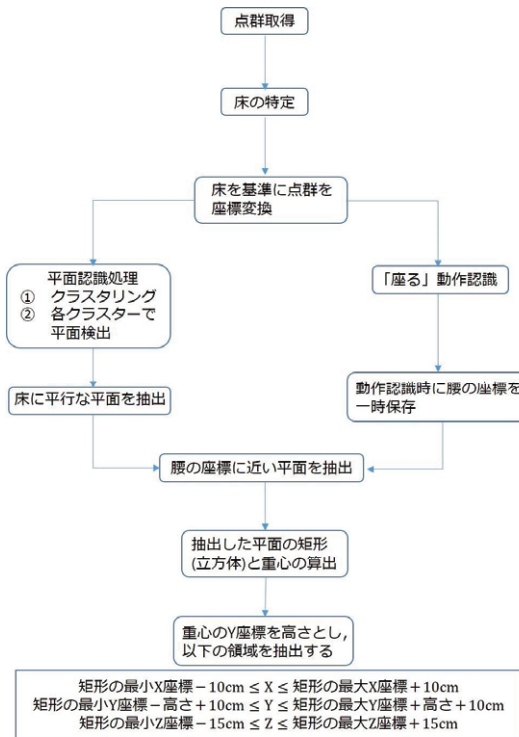 点群取得
床の特定
床を基準に点群を
座標変換
平面認識処理
① クラスタリング
② 各クラスターで
平面検出
「座る」動作認識
床に平行な平面を抽出
動作認識時に腰の座標を
一時保存
腰の座標に近い平面を抽出
抽出した平面の矩形
(立方体)と重心の算出
重心のY座標を高さとし,
以下の領域を抽出する
矩形の最小X座標−10cm ≤ X ≤ 矩形の最大X座標+10cm
矩形の最小Y座標−高さ+10cm ≤ Y ≤ 矩形の最大Y座標+高さ+10cm
矩形の最小Z座標−15cm ≤ Z ≤ 矩形の最大Z座標+15cm